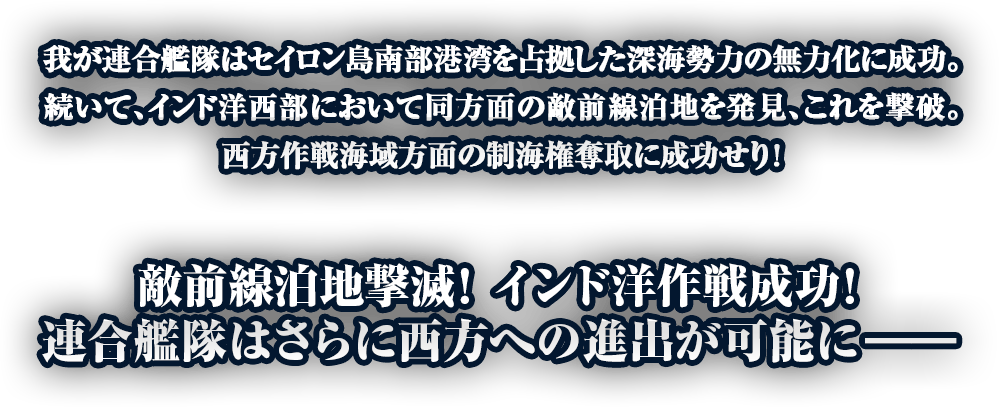 我が連合艦隊はセイロン島南部港湾を占拠した深海勢力の無力化に成功。
続いて、インド洋西部において同方面の敵前線泊地を発見、これを撃破。
西方作戦海域方面の制海権奪取に成功せり!
敵前線泊地撃滅! インド洋作戦成功!
連合艦隊はさらに西方への進出が可能に――